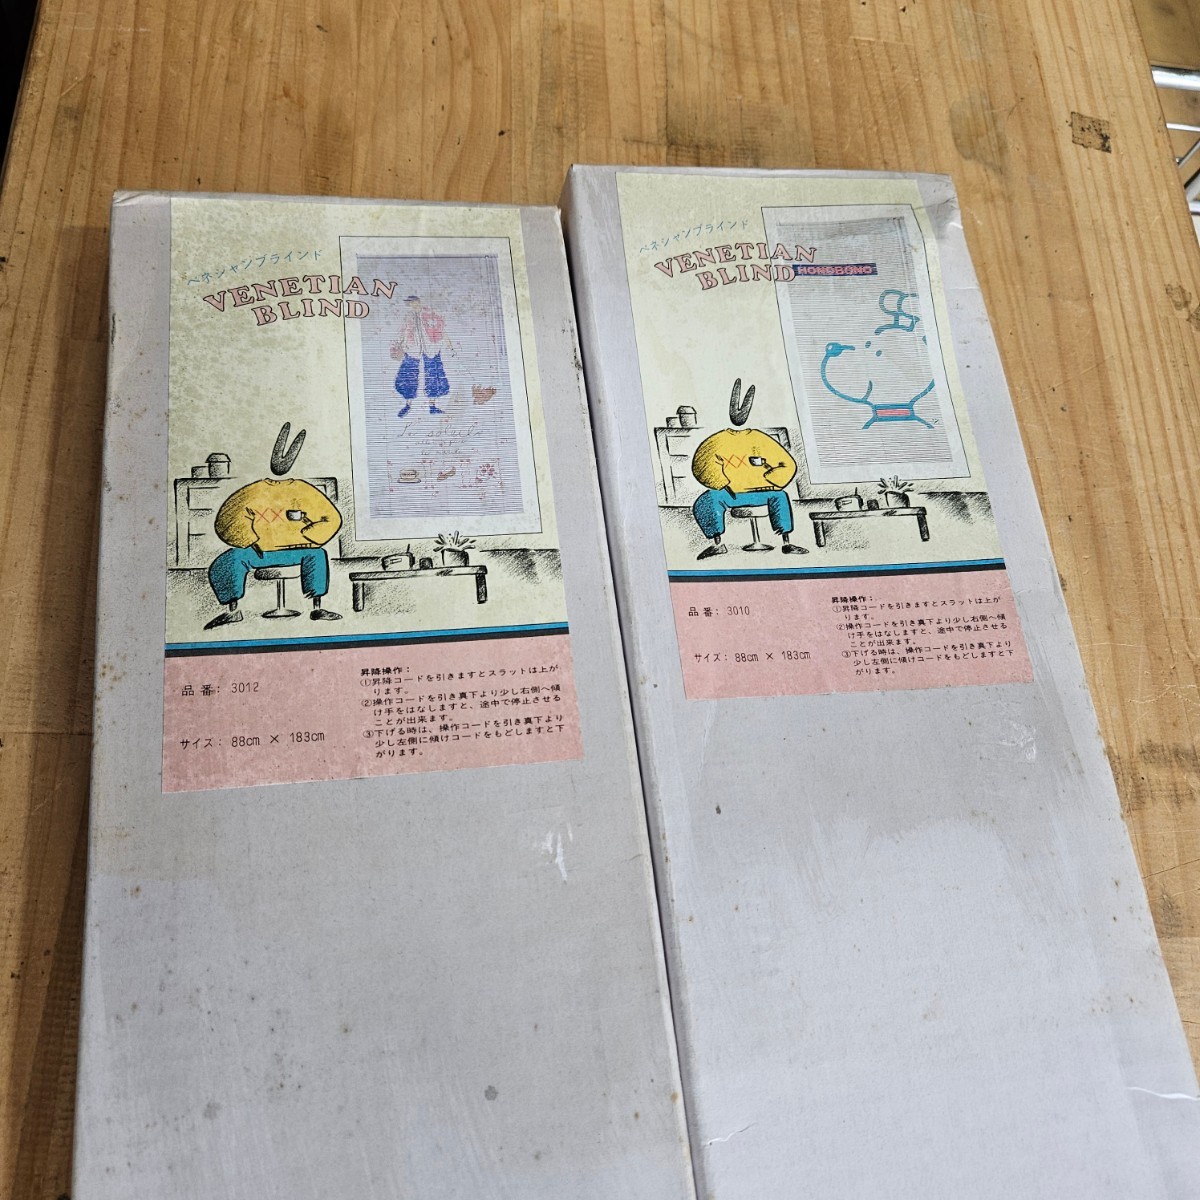 ベネシャンブラインド
VENETIAN
BLIND
品番: 3012
サイズ: 88cm × 183cm
昇降操作:
①昇降コードを引きますとスラットは上が
ります。
②操作コードを引き真下より少し右側へ傾
け手をはなしますと、途中で停止させる
ことが出来ます。
③下げる時は、操作コードを引き真下より
少し左側に傾けコードをもどしますと下
がります。
ベネシャンブラインド
VENETIAN
BLIND
HONOBONO
品番: 3010
サイズ: 88cm × 183cm
昇降操作:
①昇降コードを引きますとスラットは上が
ります。
②操作コードを引き真下より少し右側へ傾
け手をはなしますと、途中で停止させる
ことが出来ます。
③下げる時は、操作コードを引き真下より
少し左側に傾けコードをもどしますと下
がります。